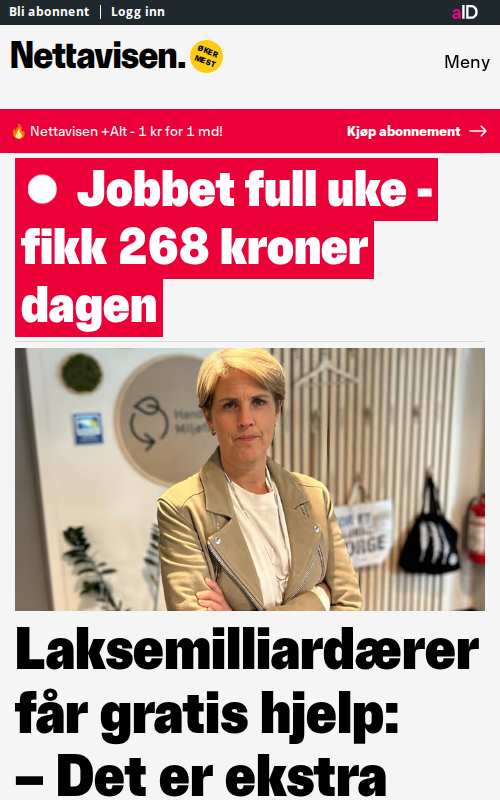 Bli abonnent | Logg inn
aID
Nettavisen.
ØKER
MEST
Meny
🔥 Nettavisen +Alt - 1 kr for 1 md!
Kjøp abonnement →
Jobbet full uke -
fikk 268 kroner
dagen
Laksemilliardærer
får gratis hjelp:
– Det er ekstra